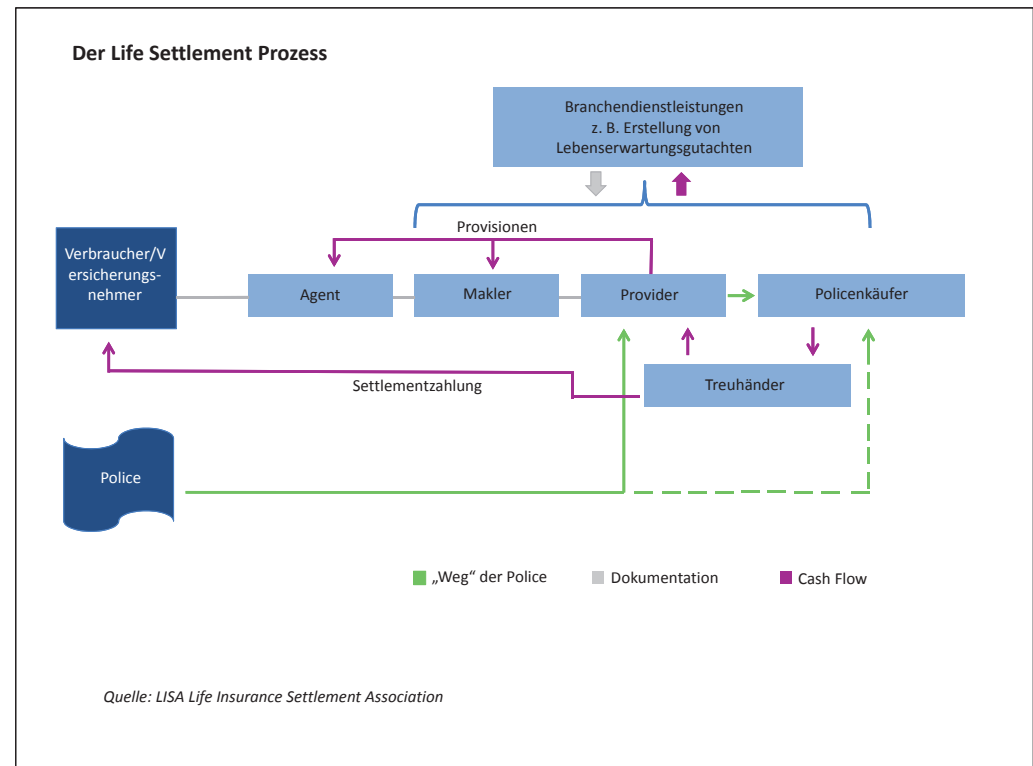 Der Life Settlement Prozess
Branchendienstleistungen
z. B. Erstellung von
Lebenserwartungsgutachten
Provisionen
Verbraucher/V
ersicherungs-
nehmer
Agent
Makler
Provider
Policenkäufer
Settlementzahlung
Treuhänder
Police
„Weg“ der Police
Dokumentation
Cash Flow
Quelle: LISA Life Insurance Settlement Association